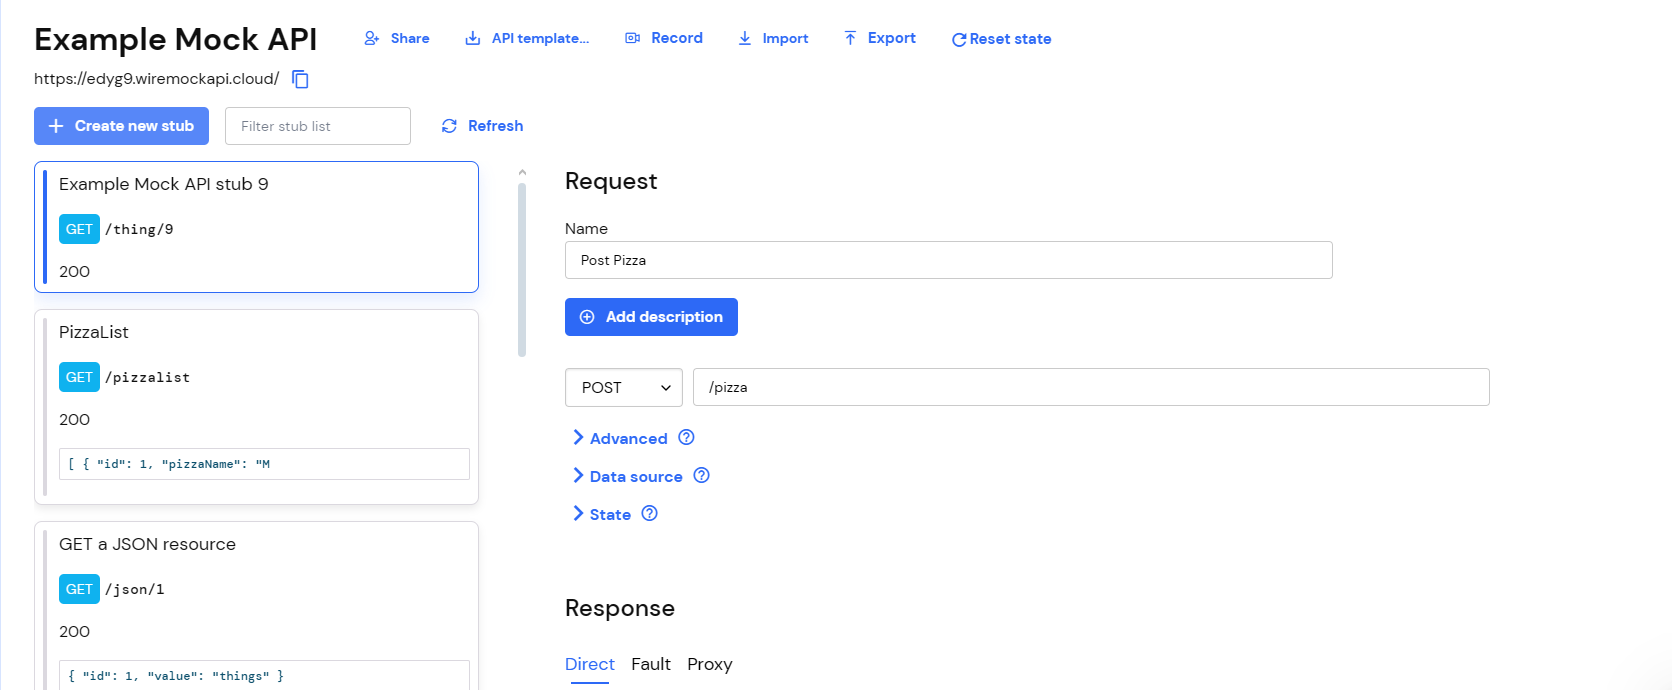 Example Mock API
Share
API template...
Record
Import
Export
Reset state
https://edyg9.wiremockapi.cloud/
Create new stub
Filter stub list
Refresh
Example Mock API stub 9
GET /thing/9
200
PizzaList
GET /pizzalist
200
[ { "id": 1, "pizzaName": "M
GET a JSON resource
GET /json/1
200
{ "id": 1, "value": "things" }
Request
Name
Post Pizza
Add description
POST
/pizza
Advanced
Data source
State
Response
Direct Fault Proxy